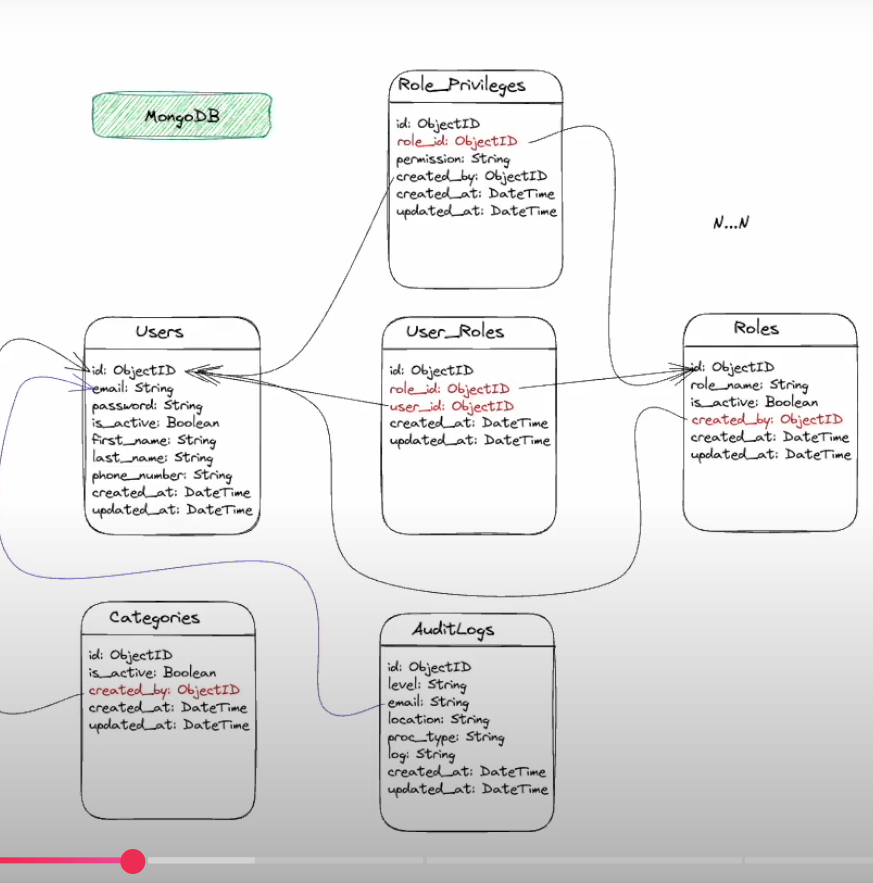 MongoDB
Role_Privileges
id: ObjectID
role_id: ObjectID
permission: String
created_by: ObjectID
created_at: DateTime
updated_at: DateTime
N...N
Users
id: ObjectID
email: String
password: String
is_active: Boolean
first_name: String
last_name: String
phone_number: String
created_at: DateTime
updated_at: DateTime
User_Roles
id: ObjectID
role_id: ObjectID
user_id: ObjectID
created_at: DateTime
updated_at: DateTime
Roles
id: ObjectID
role_name: String
is_active: Boolean
created_by: ObjectID
created_at: DateTime
updated_at: DateTime
Categories
id: ObjectID
is_active: Boolean
created_by: ObjectID
created_at: DateTime
updated_at: DateTime
AuditLogs
id: ObjectID
level: String
email: String
location: String
proc_type: String
log: String
created_at: DateTime
updated_at: DateTime